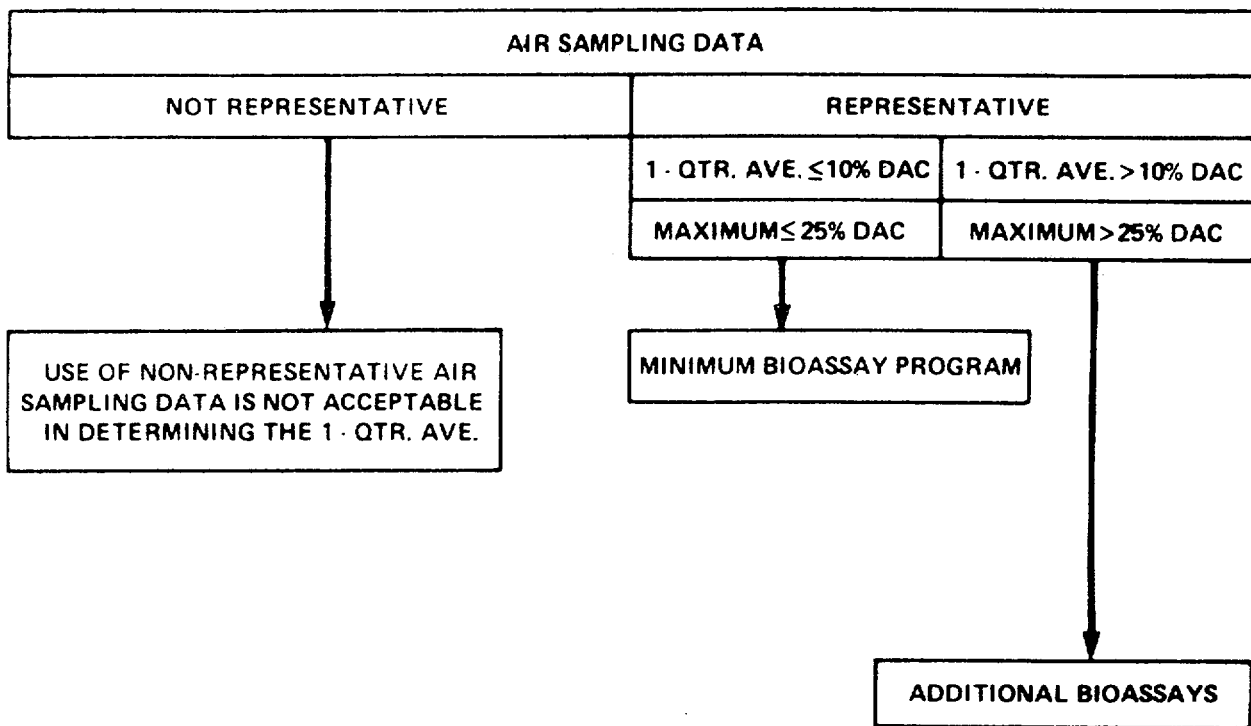 AIR SAMPLING DATA
NOT REPRESENTATIVE
REPRESENTATIVE
1 · QTR. AVE. ≤10% DAC
1 · QTR. AVE. >10% DAC
MAXIMUM ≤ 25% DAC
MAXIMUM > 25% DAC
USE OF NON-REPRESENTATIVE AIR
SAMPLING DATA IS NOT ACCEPTABLE
IN DETERMINING THE 1 · QTR. AVE.
MINIMUM BIOASSAY PROGRAM
ADDITIONAL BIOASSAYS